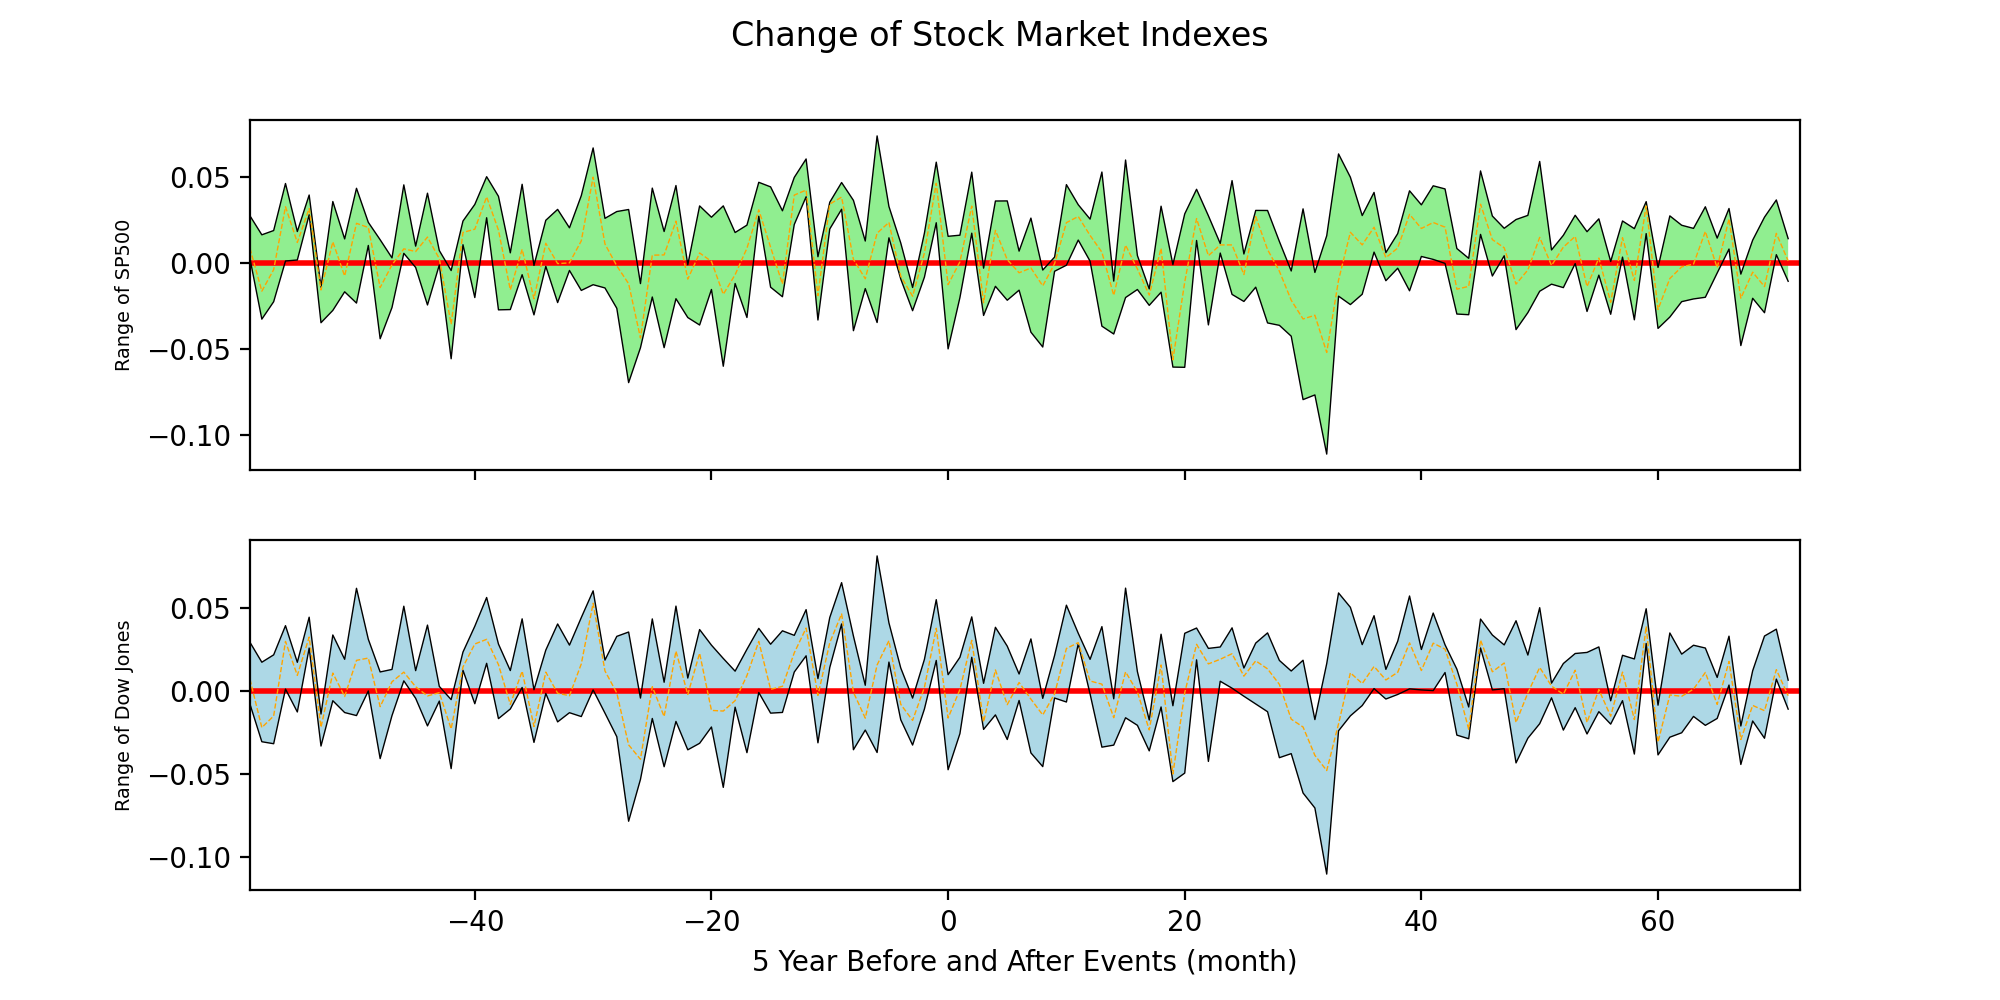 Change of Stock Market Indexes
Range of SP500
0.05
0.00
−0.05
−0.10
Range of Dow Jones
0.05
0.00
−0.05
−0.10
−40 −20 0 20 40 60
5 Year Before and After Events (month)